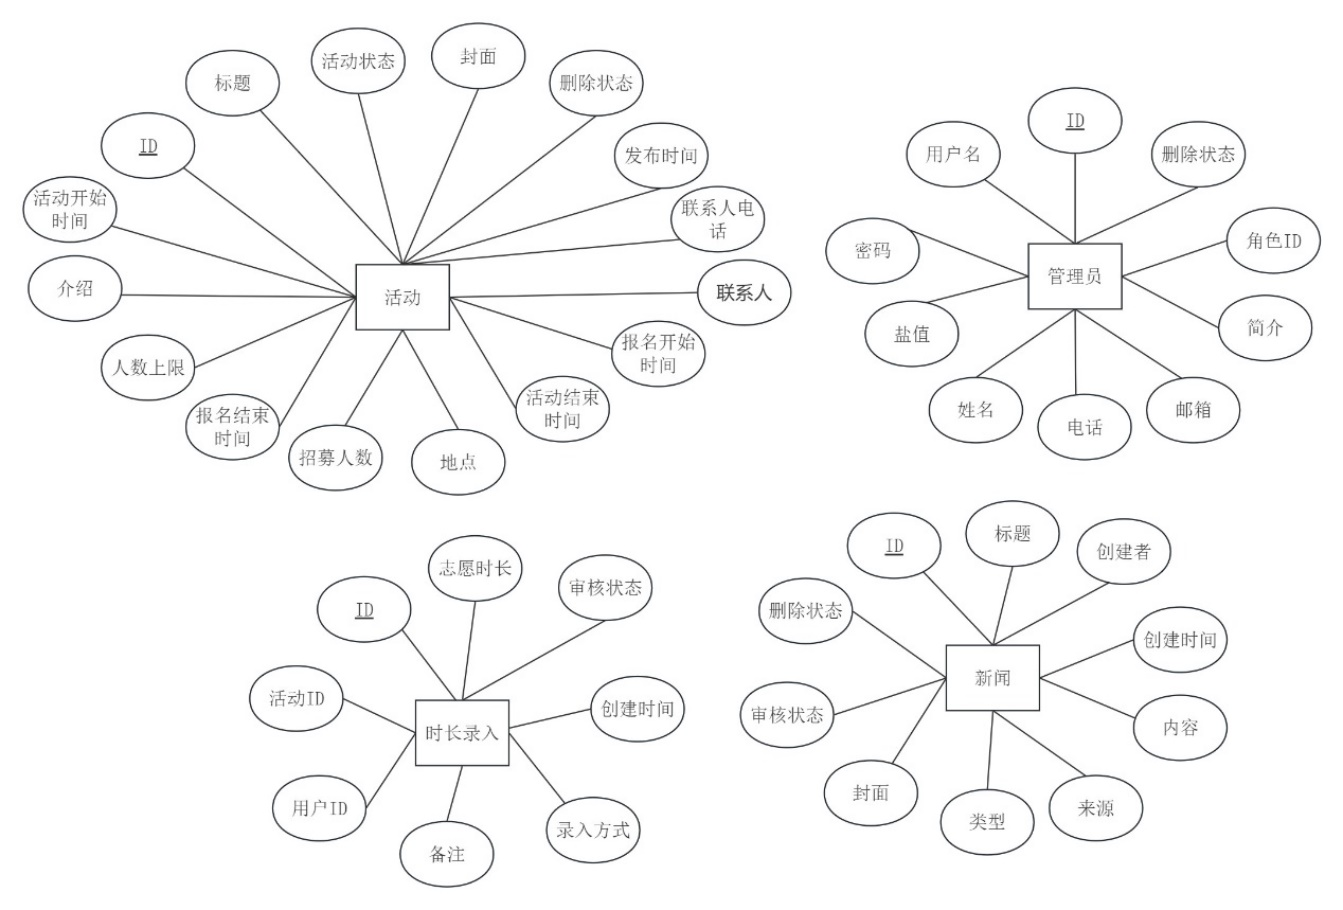 活动状态
封面
标题
删除状态
ID
发布时间
活动开始
时间
联系人电
话
介绍
活动
联系人
人数上限
报名开始
时间
报名结束
时间
活动结束
时间
招募人数
地点
ID
用户名
删除状态
密码
角色ID
管理员
盐值
简介
姓名
电话
邮箱
志愿时长
审核状态
ID
活动ID
创建时间
时长录入
用户ID
录入方式
备注
标题
ID
创建者
删除状态
创建时间
新闻
审核状态
内容
封面
类型
来源